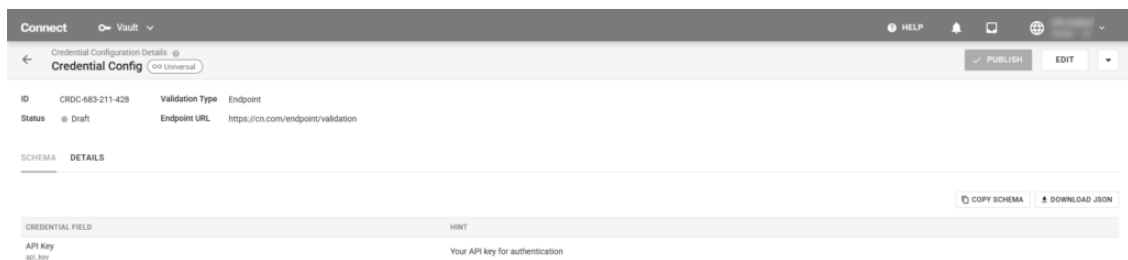 Connect Vault HELP
Credential Configuration Details
Credential Config Universal PUBLISH EDIT
ID CRDC-683-211-428 Validation Type Endpoint
Status Draft Endpoint URL https://cn.com/endpoint/validation
SCHEMA DETAILS
COPY SCHEMA DOWNLOAD JSON
CREDENTIAL FIELD HINT
API Key Your API key for authentication
api_key